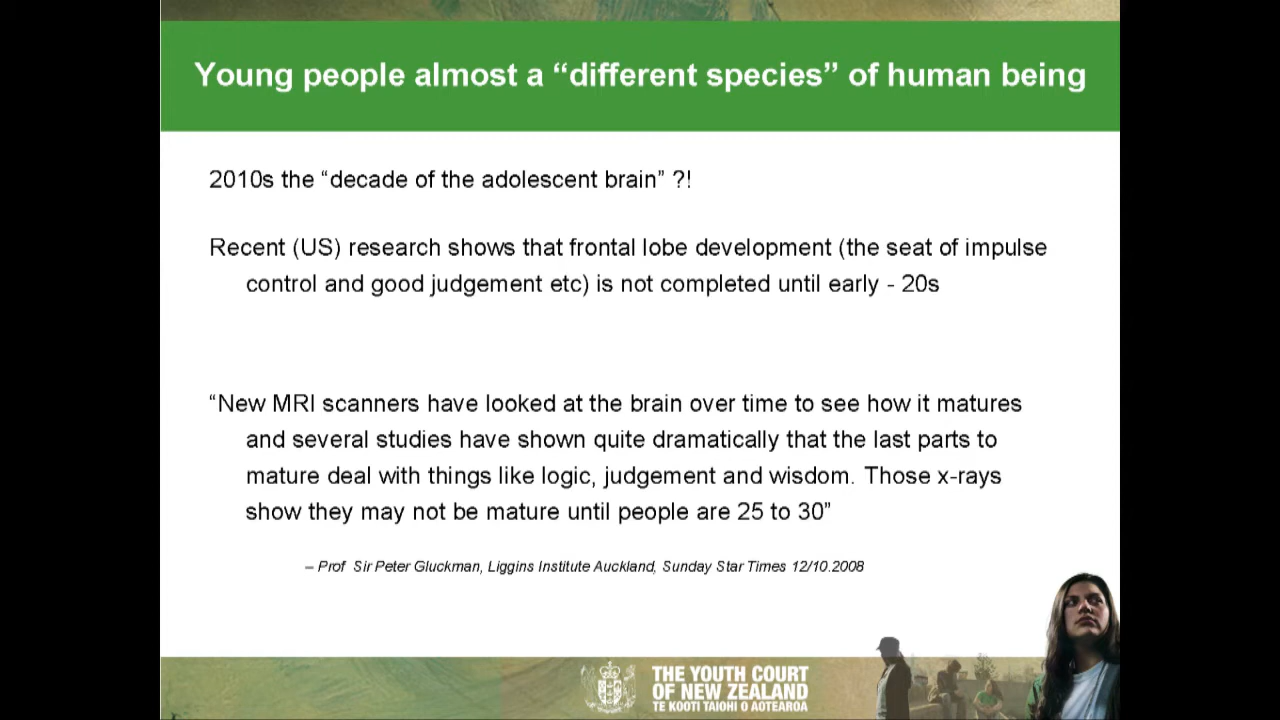 Young people almost a “different species” of human being
2010s the “decade of the adolescent brain” ?!
Recent (US) research shows that frontal lobe development (the seat of impulse
control and good judgement etc) is not completed until early - 20s
“New MRI scanners have looked at the brain over time to see how it matures
and several studies have shown quite dramatically that the last parts to
mature deal with things like logic, judgement and wisdom. Those x-rays
show they may not be mature until people are 25 to 30”
– Prof Sir Peter Gluckman, Liggins Institute Auckland, Sunday Star Times 12/10.2008
THE YOUTH COURT
OF NEW ZEALAND
TE KOOTI TAIOHI O AOTEAROA